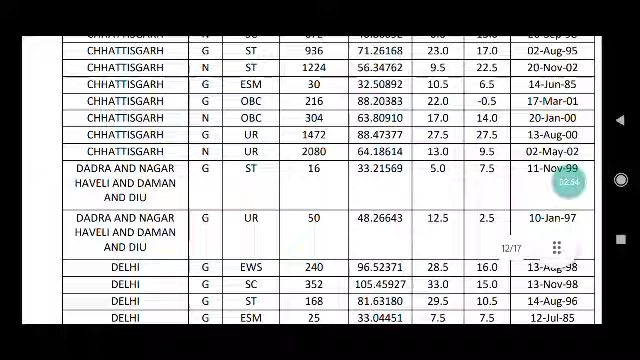 CHHATTISGARH G ST 936 71.26168 23.0 17.0 02-Aug-95
CHHATTISGARH N ST 1224 56.34762 9.5 22.5 20-Nov-02
CHHATTISGARH G ESM 30 32.50892 10.5 6.5 14-Jun-85
CHHATTISGARH G OBC 216 88.20383 22.0 -0.5 17-Mar-01
CHHATTISGARH N OBC 304 63.80910 17.0 14.0 20-Jan-00
CHHATTISGARH G UR 1472 88.47377 27.5 27.5 13-Aug-00
CHHATTISGARH N UR 2080 64.18614 13.0 9.5 02-May-02
DADRA AND NAGAR G ST 16 33.21569 5.0 7.5 11-Nov-99
HAVELI AND DAMAN
02:54
AND DIU
DADRA AND NAGAR G UR 50 48.26643 12.5 2.5 10-Jan-97
HAVELI AND DAMAN
AND DIU
12/17
DELHI G EWS 240 96.52371 28.5 16.0 13-Aug-98
DELHI G SC 352 105.45927 33.0 15.0 13-Nov-98
DELHI G ST 168 81.63180 29.5 10.5 14-Aug-96
DELHI G ESM 25 33.04451 7.5 7.5 12-Jul-85